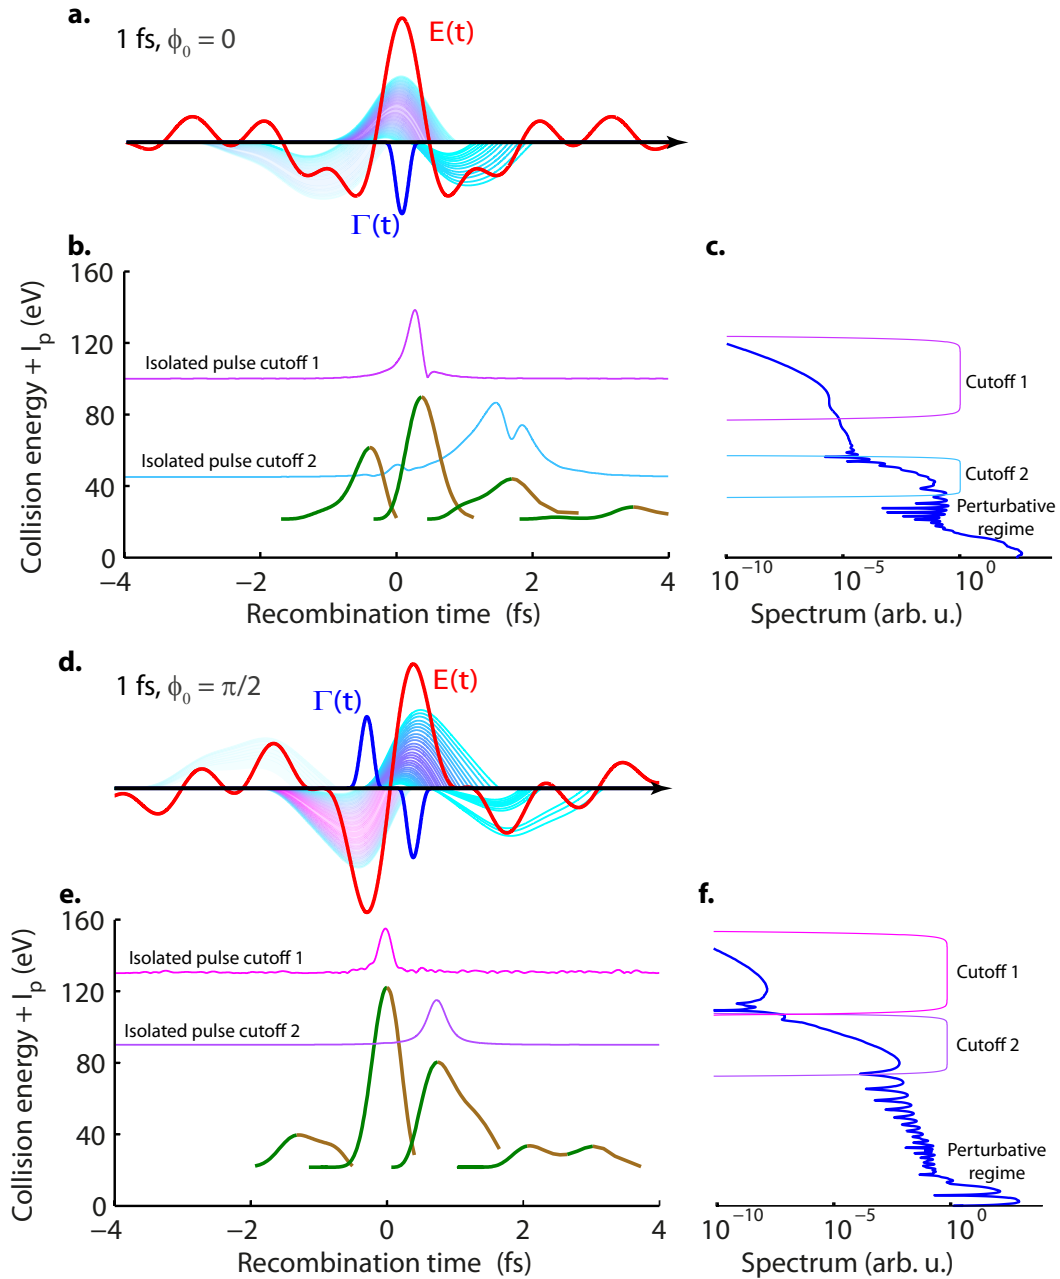 a.
1 fs, ϕ₀ = 0
E(t)
Γ(t)
b.
c.
Collision energy + Iₚ (eV)
160
120
80
40
0
Isolated pulse cutoff 1
Isolated pulse cutoff 2
−4
−2
0
2
4
Recombination time (fs)
Cutoff 1
Cutoff 2
Perturbative
regime
10⁻¹⁰
10⁻⁵
10⁰
Spectrum (arb. u.)
d.
1 fs, ϕ₀ = π/2
Γ(t)
E(t)
e.
f.
Collision energy + Iₚ (eV)
160
120
80
40
0
Isolated pulse cutoff 1
Isolated pulse cutoff 2
−4
−2
0
2
4
Recombination time (fs)
Cutoff 1
Cutoff 2
Perturbative
regime
10⁻¹⁰
10⁻⁵
10⁰
Spectrum (arb. u.)